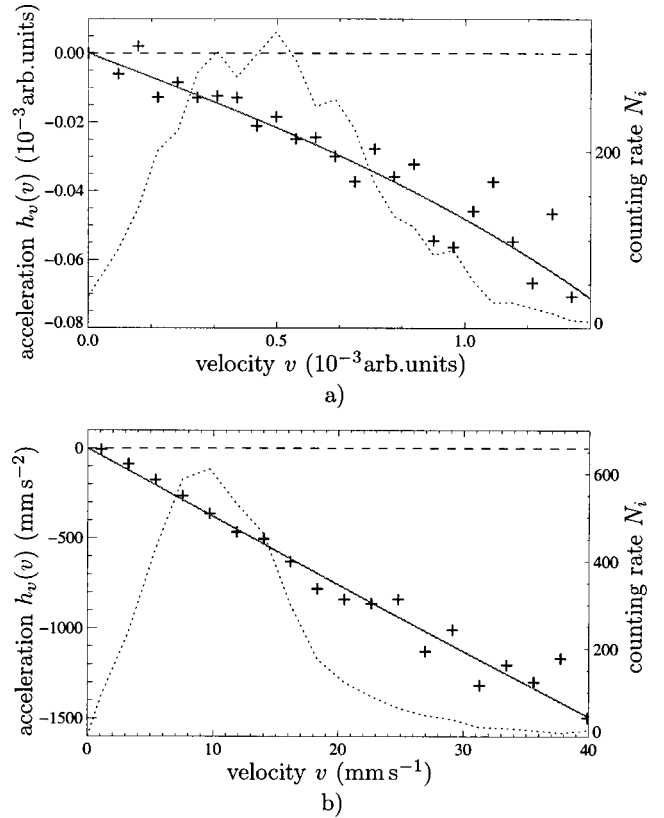 0.00
-0.02
-0.04
-0.06
-0.08
acceleration h_v(v) (10^{-3} arb.units)
200
0
counting rate N_i
0.0 0.5 1.0
velocity v (10^{-3} arb.units)
a)
0
-500
-1000
-1500
acceleration h_v(v) (mm s^{-2})
600
400
200
0
counting rate N_i
0 10 20 30 40
velocity v (mm s^{-1})
b)